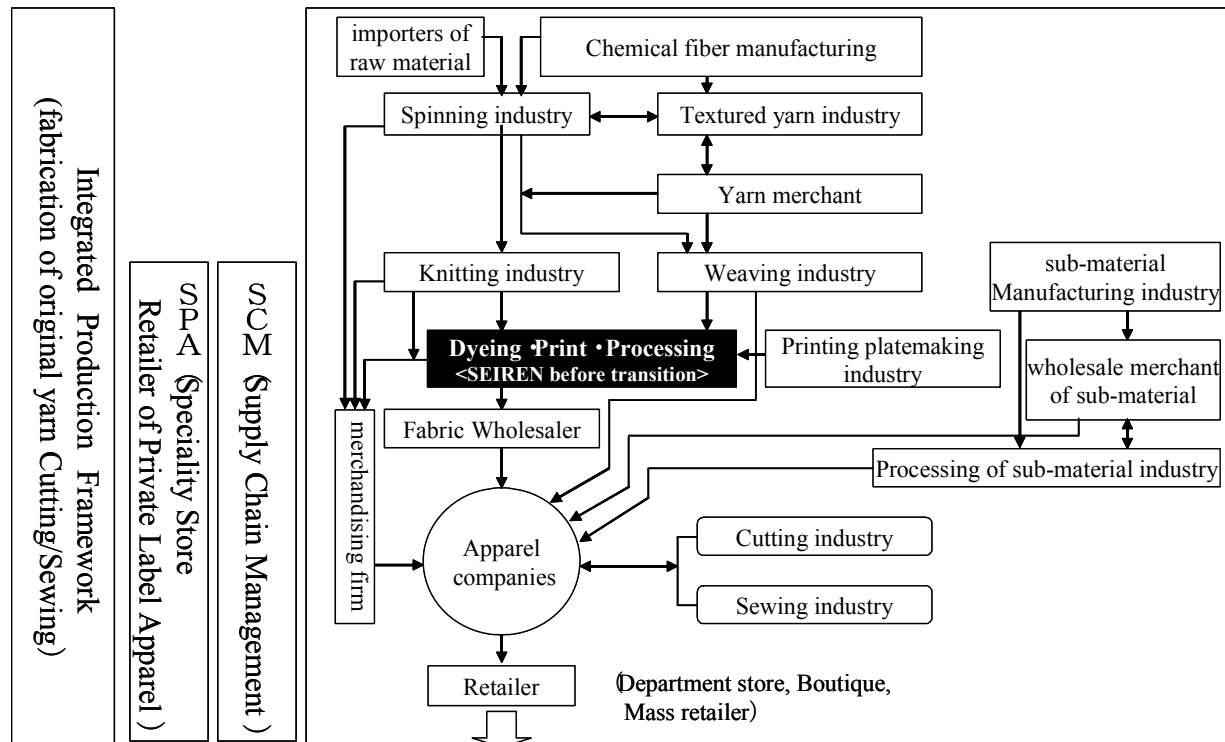 Integrated Production Framework
(fabrication of original yarn Cutting/Sewing)
SPA (Speciality Store
Retailer of Private Label Apparel)
SCM (Supply Chain Management)
importers of
raw material
Chemical fiber manufacturing
Spinning industry
Textured yarn industry
Yarn merchant
Knitting industry
Weaving industry
sub-material
Manufacturing industry
Dyeing・Print・Processing
<SEIREN before transition>
Printing platemaking
industry
wholesale merchant
of sub-material
merchandising firm
Fabric Wholesaler
Processing of sub-material industry
Apparel
companies
Cutting industry
Sewing industry
Retailer
(Department store, Boutique,
Mass retailer)